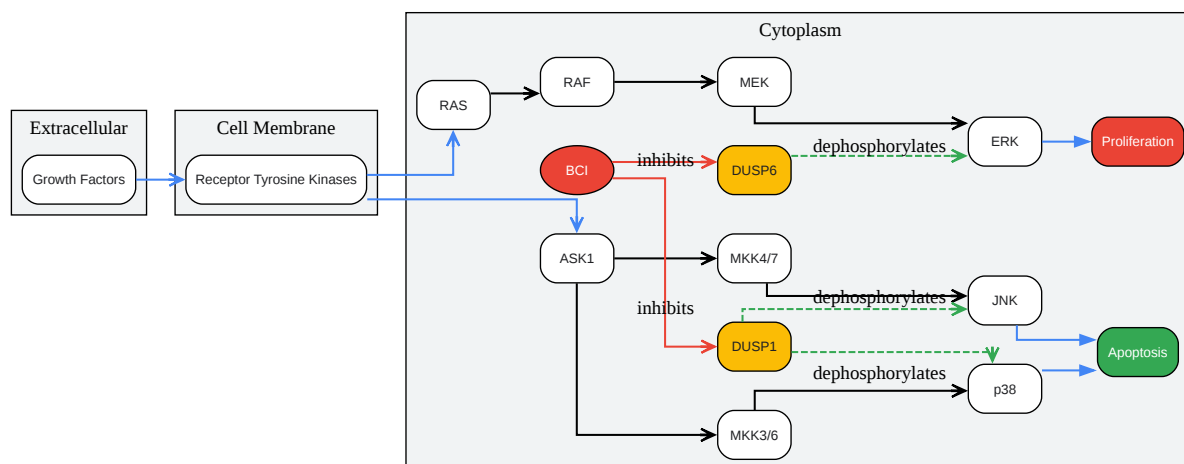 Cytoplasm
RAF
MEK
RAS
Extracellular
Cell Membrane
ERK
Proliferation
dephosphorylates
inhibits
Growth Factors
Receptor Tyrosine Kinases
BCI
DUSP6
ASK1
MKK4/7
JNK
dephosphorylates
inhibits
DUSP1
Apoptosis
dephosphorylates
p38
MKK3/6